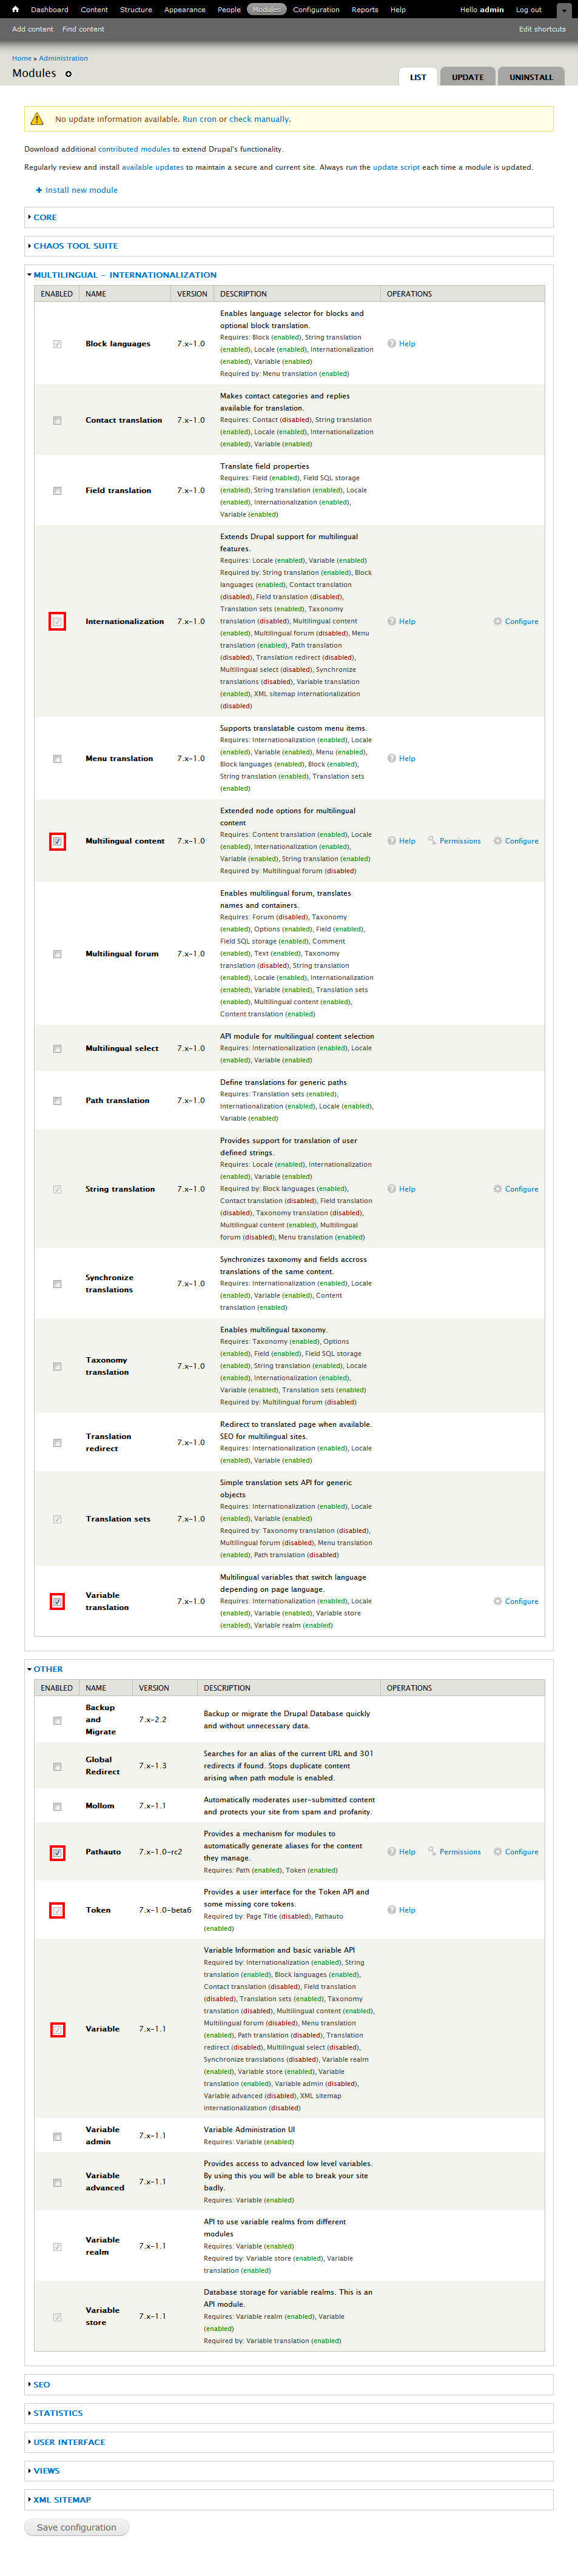 Dashboard Content Structure Appearance People Modules Configuration Reports Help Hello admin Log out
Add content Find content Edit shortcuts
Home » Administration
Modules
LIST UPDATE UNINSTALL
No update information available. Run cron or check manually.
Download additional contributed modules to extend Drupal's functionality.
Regularly review and install available updates to maintain a secure and current site. Always run the update script each time a module is updated.
Install new module
CORE
CHAOS TOOL SUITE
MULTILINGUAL - INTERNATIONALIZATION
ENABLED NAME VERSION DESCRIPTION OPERATIONS
Block languages 7.x-1.0
Enables language selector for blocks and
optional block translation.
Requires: Block (enabled), String translation
(enabled), Locale (enabled), Internationalization
(enabled), Variable (enabled)
Required by: Menu translation (enabled)
Help
Contact translation 7.x-1.0
Makes contact categories and replies
available for translation.
Requires: Contact (disabled), String translation
(enabled), Locale (enabled), Internationalization
(enabled), Variable (enabled)
Field translation 7.x-1.0
Translate field properties
Requires: Field (enabled), Field SQL storage
(enabled), String translation (enabled), Locale
(enabled), Internationalization (enabled),
Variable (enabled)
Internationalization 7.x-1.0
Extends Drupal support for multilingual
features.
Requires: Locale (enabled), Variable (enabled)
Required by: String translation (enabled), Block
languages (enabled), Contact translation
(disabled), Field translation (disabled),
Translation sets (enabled), Taxonomy
translation (disabled), Multilingual content
(enabled), Multilingual forum (disabled), Menu
translation (enabled), Path translation
(disabled), Translation redirect (disabled),
Multilingual select (disabled), Synchronize
translations (disabled), Variable translation
(enabled), XML sitemap internationalization
(disabled)
Help Configure
Menu translation 7.x-1.0
Supports translatable custom menu items.
Requires: Internationalization (enabled), Locale
(enabled), Variable (enabled), Menu (enabled),
Block languages (enabled), Block (enabled),
String translation (enabled), Translation sets
(enabled)
Help
Multilingual content 7.x-1.0
Extended node options for multilingual
content
Requires: Content translation (enabled), Locale
(enabled), Internationalization (enabled),
Variable (enabled), String translation (enabled)
Required by: Multilingual forum (disabled)
Help Permissions Configure
Multilingual forum 7.x-1.0
Enables multilingual forum, translates
names and containers.
Requires: Forum (disabled), Taxonomy
(enabled), Options (enabled), Field (enabled),
Field SQL storage (enabled), Comment
(enabled), Text (enabled), Taxonomy
translation (disabled), String translation
(enabled), Locale (enabled), Internationalization
(enabled), Variable (enabled), Translation sets
(enabled), Multilingual content (enabled),
Content translation (enabled)
Multilingual select 7.x-1.0
API module for multilingual content selection
Requires: Internationalization (enabled), Locale
(enabled), Variable (enabled)
Path translation 7.x-1.0
Define translations for generic paths
Requires: Translation sets (enabled),
Internationalization (enabled), Locale (enabled),
Variable (enabled)
String translation 7.x-1.0
Provides support for translation of user
defined strings.
Requires: Locale (enabled), Internationalization
(enabled), Variable (enabled)
Required by: Block languages (enabled),
Contact translation (disabled), Field translation
(disabled), Taxonomy translation (disabled),
Multilingual content (enabled), Multilingual
forum (disabled), Menu translation (enabled)
Help Configure
Synchronize
translations
7.x-1.0
Synchronizes taxonomy and fields accross
translations of the same content.
Requires: Internationalization (enabled), Locale
(enabled), Variable (enabled), Content
translation (enabled)
Taxonomy
translation
7.x-1.0
Enables multilingual taxonomy.
Requires: Taxonomy (enabled), Options
(enabled), Field (enabled), Field SQL storage
(enabled), String translation (enabled), Locale
(enabled), Internationalization (enabled),
Variable (enabled), Translation sets (enabled)
Required by: Multilingual forum (disabled)
Translation
redirect
7.x-1.0
Redirect to translated page when available.
SEO for multilingual sites.
Requires: Internationalization (enabled), Locale
(enabled), Variable (enabled)
Translation sets 7.x-1.0
Simple translation sets API for generic
objects
Requires: Internationalization (enabled), Locale
(enabled), Variable (enabled)
Required by: Taxonomy translation (disabled),
Multilingual forum (disabled), Menu translation
(enabled), Path translation (disabled)
Variable
translation
7.x-1.0
Multilingual variables that switch language
depending on page language.
Requires: Internationalization (enabled), Locale
(enabled), Variable (enabled), Variable store
(enabled), Variable realm (enabled)
Configure
OTHER
ENABLED NAME VERSION DESCRIPTION OPERATIONS
Backup
and
Migrate
7.x-2.2
Backup or migrate the Drupal Database quickly
and without unnecessary data.
Global
Redirect
7.x-1.3
Searches for an alias of the current URL and 301
redirects if found. Stops duplicate content
arising when path module is enabled.
Mollom 7.x-1.1
Automatically moderates user-submitted content
and protects your site from spam and profanity.
Pathauto 7.x-1.0-rc2
Provides a mechanism for modules to
automatically generate aliases for the content
they manage.
Requires: Path (enabled), Token (enabled)
Help Permissions Configure
Token 7.x-1.0-beta6
Provides a user interface for the Token API and
some missing core tokens.
Required by: Page Title (disabled), Pathauto
(enabled)
Help
Variable 7.x-1.1
Variable Information and basic variable API
Required by: Internationalization (enabled), String
translation (enabled), Block languages (enabled),
Contact translation (disabled), Field translation
(disabled), Translation sets (enabled), Taxonomy
translation (disabled), Multilingual content (enabled),
Multilingual forum (disabled), Menu translation
(enabled), Path translation (disabled), Translation
redirect (disabled), Multilingual select (disabled),
Synchronize translations (disabled), Variable realm
(enabled), Variable store (enabled), Variable
translation (enabled), Variable admin (disabled),
Variable advanced (disabled), XML sitemap
internationalization (disabled)
Variable
admin
7.x-1.1
Variable Administration UI
Requires: Variable (enabled)
Variable
advanced
7.x-1.1
Provides access to advanced low level variables.
By using this you will be able to break your site
badly.
Requires: Variable (enabled)
Variable
realm
7.x-1.1
API to use variable realms from different
modules
Requires: Variable (enabled)
Required by: Variable store (enabled), Variable
translation (enabled)
Variable
store
7.x-1.1
Database storage for variable realms. This is an
API module.
Requires: Variable realm (enabled), Variable
(enabled)
Required by: Variable translation (enabled)
SEO
STATISTICS
USER INTERFACE
VIEWS
XML SITEMAP
Save configuration